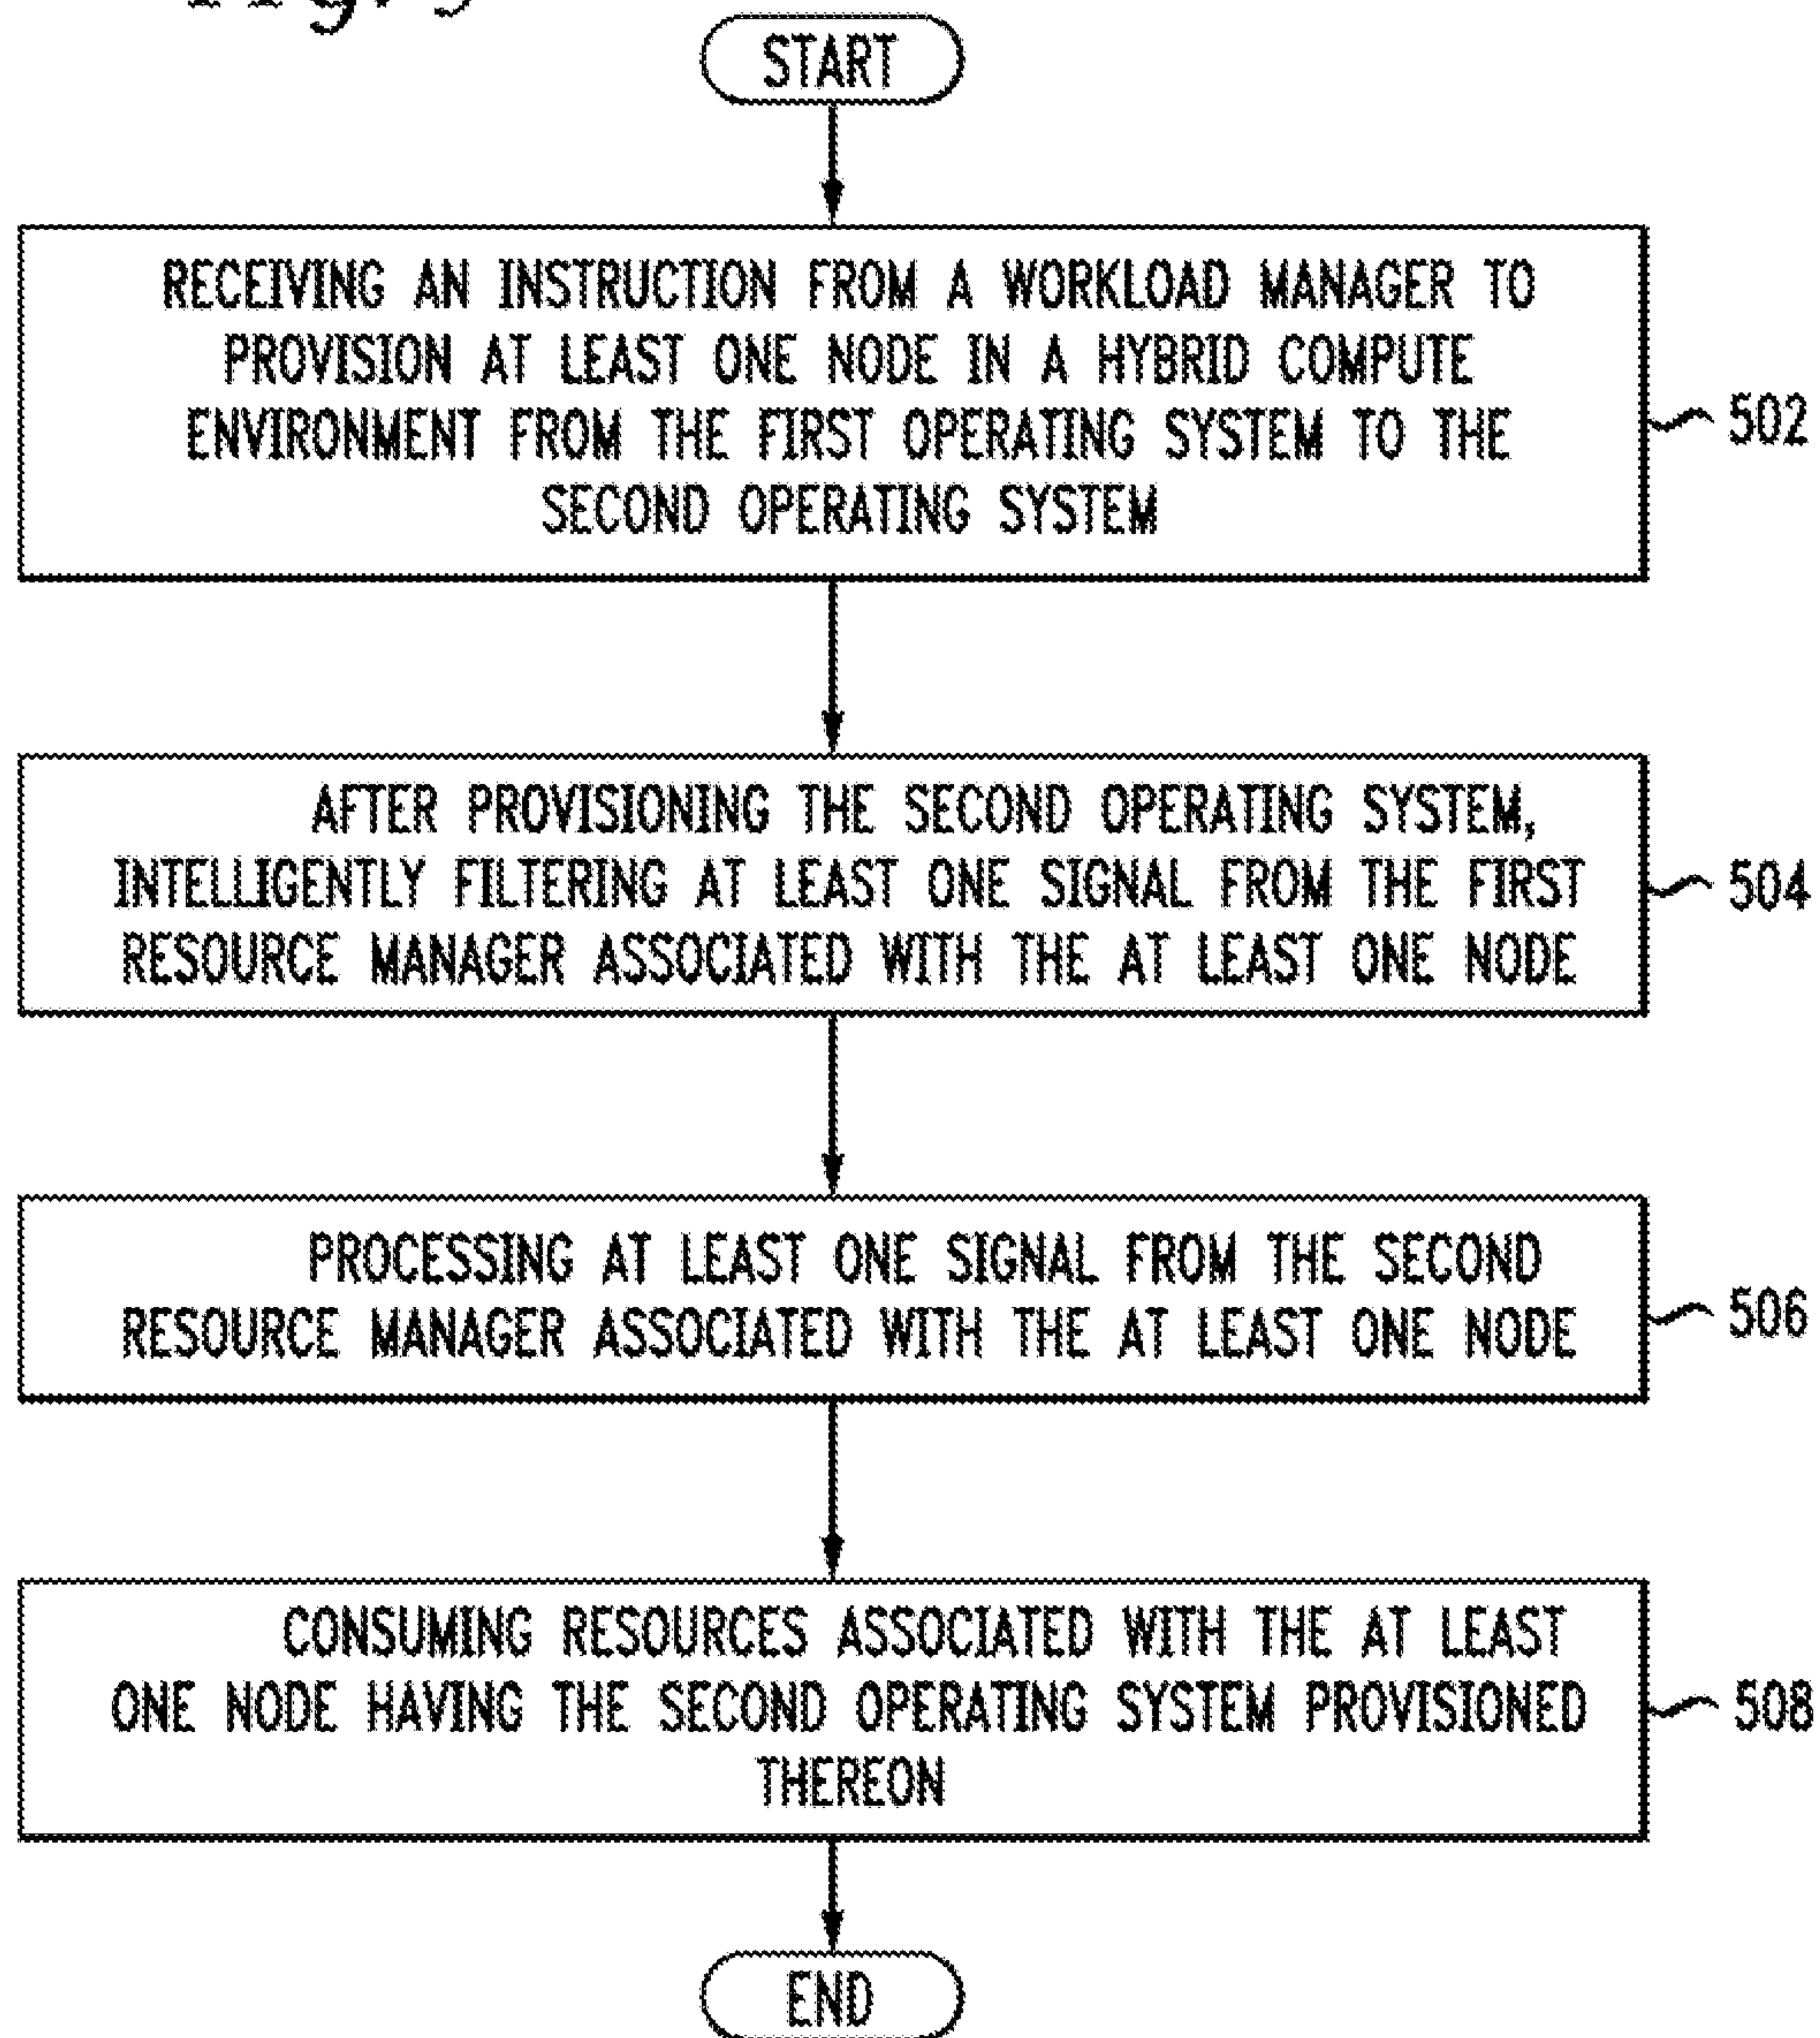 START
RECEIVING AN INSTRUCTION FROM A WORKLOAD MANAGER TO
PROVISION AT LEAST ONE NODE IN A HYBRID COMPUTE
ENVIRONMENT FROM THE FIRST OPERATING SYSTEM TO THE
SECOND OPERATING SYSTEM
502
AFTER PROVISIONING THE SECOND OPERATING SYSTEM,
INTELLIGENTLY FILTERING AT LEAST ONE SIGNAL FROM THE FIRST
RESOURCE MANAGER ASSOCIATED WITH THE AT LEAST ONE NODE
504
PROCESSING AT LEAST ONE SIGNAL FROM THE SECOND
RESOURCE MANAGER ASSOCIATED WITH THE AT LEAST ONE NODE
506
CONSUMING RESOURCES ASSOCIATED WITH THE AT LEAST
ONE NODE HAVING THE SECOND OPERATING SYSTEM PROVISIONED
THEREON
508
END